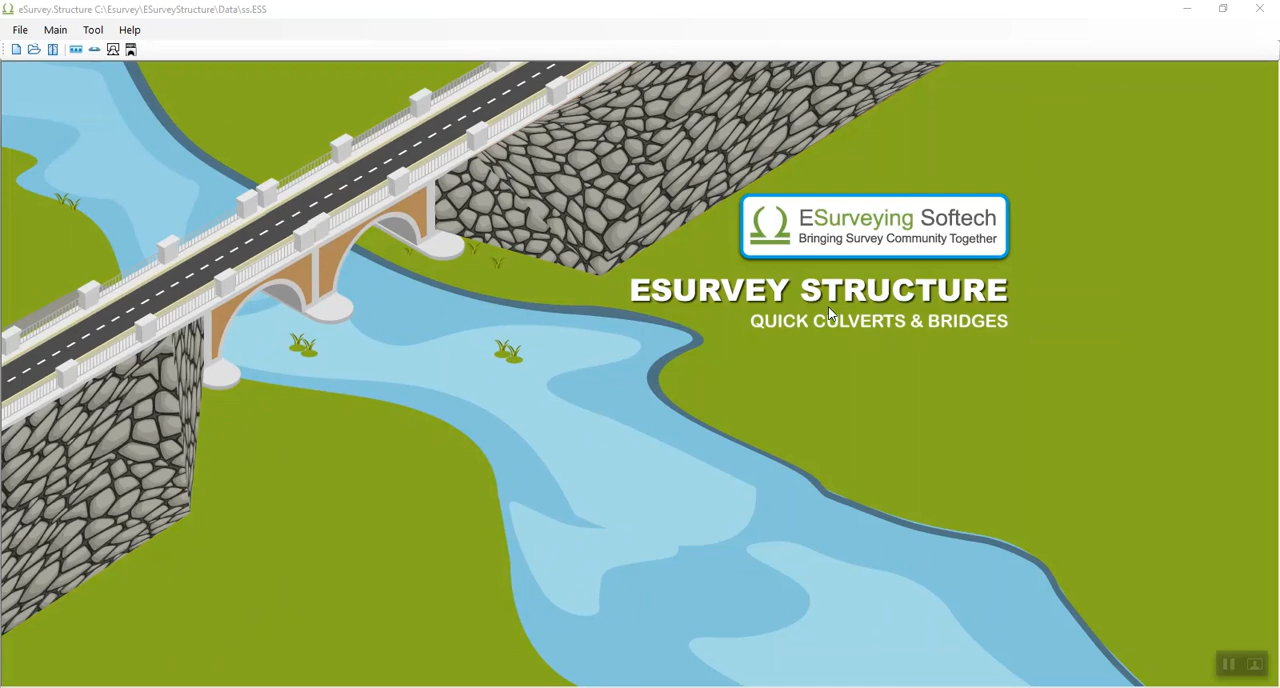 eSurvey.Structure C:\Esurvey\ESurveyStructure\Data\ss.ESS
File Main Tool Help
ESurveying Softech
Bringing Survey Community Together
ESURVEY STRUCTURE
QUICK CULVERTS & BRIDGES